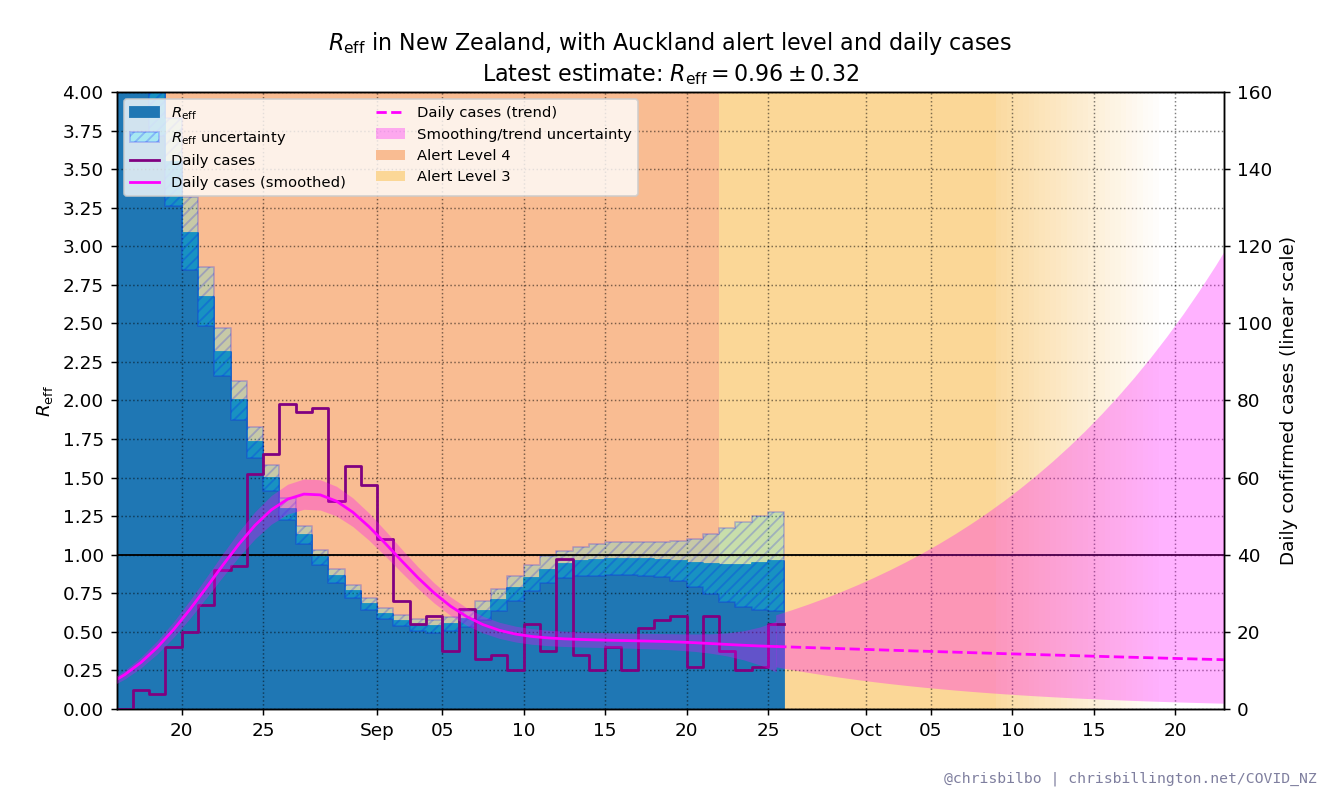 Reff in New Zealand, with Auckland alert level and daily cases
Latest estimate: Reff = 0.96 ± 0.32
Reff
Reff uncertainty
Daily cases
Daily cases (smoothed)
Daily cases (trend)
Smoothing/trend uncertainty
Alert Level 4
Alert Level 3
Reff
4.00
3.75
3.50
3.25
3.00
2.75
2.50
2.25
2.00
1.75
1.50
1.25
1.00
0.75
0.50
0.25
0.00
160
140
120
100
80
60
40
20
0
Daily confirmed cases (linear scale)
20 25 Sep 05 10 15 20 25 Oct 05 10 15 20
@chrisbilbo | chrisbillington.net/COVID_NZ